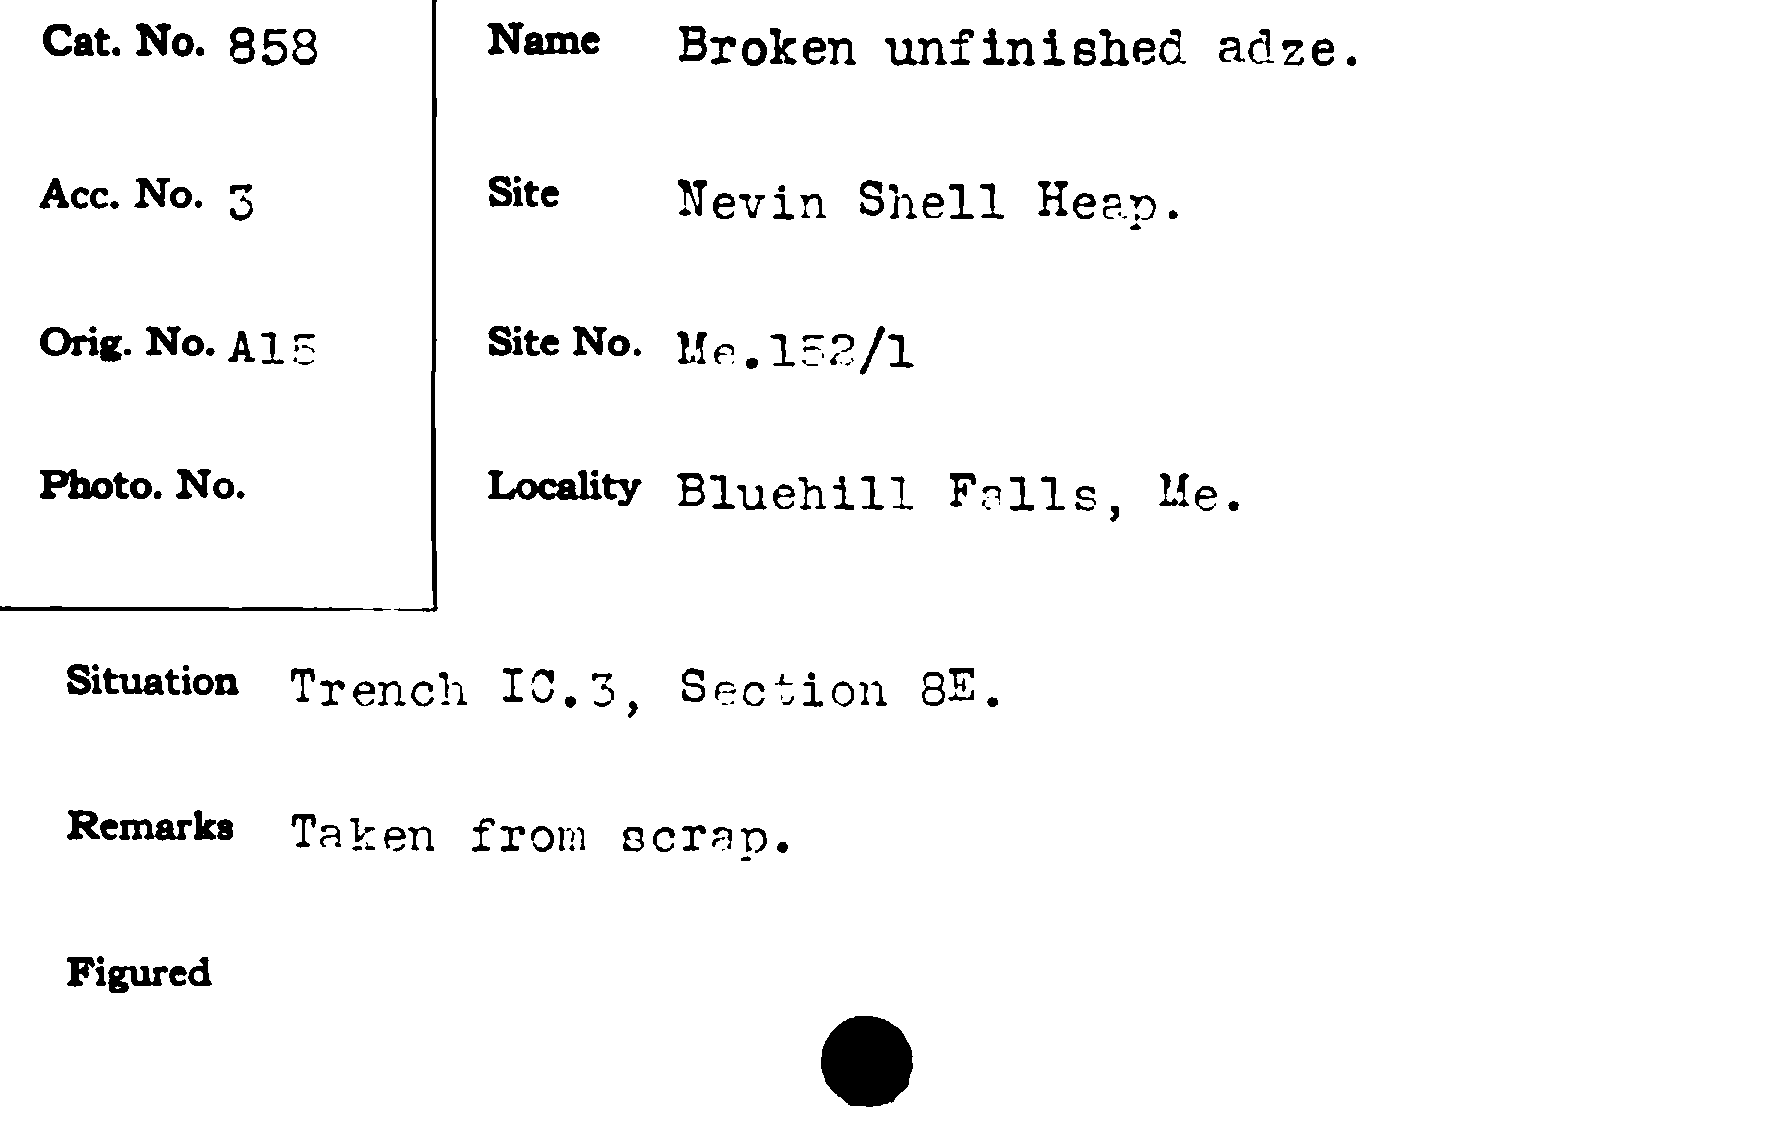 Cat. No. 858
Acc. No. 3
Orig. No. A15
Photo. No.
Name Broken unfinished adze.
Site Nevin Shell Heap.
Site No. Me.152/1
Locality Bluehill Falls, Me.
Situation Trench IC.3, Section 8E.
Remarks Taken from scrap.
Figured